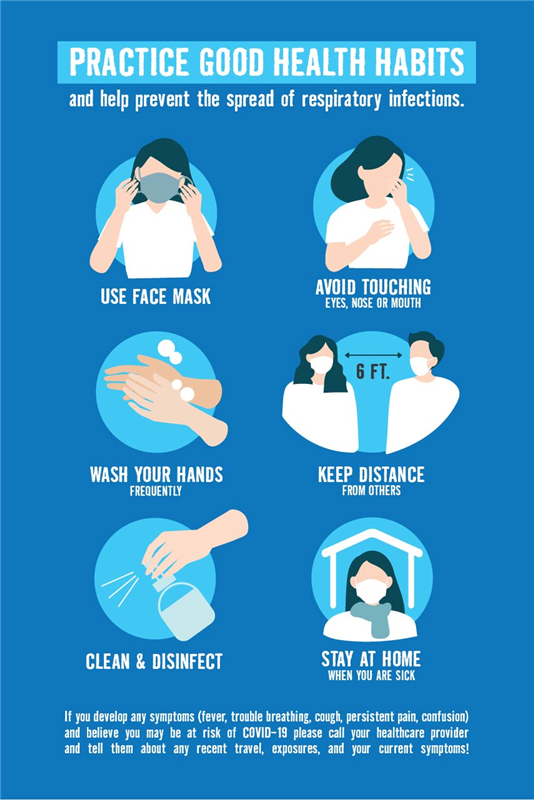 PRACTICE GOOD HEALTH HABITS
and help prevent the spread of respiratory infections.
USE FACE MASK
AVOID TOUCHING
EYES, NOSE OR MOUTH
6 FT.
WASH YOUR HANDS
FREQUENTLY
KEEP DISTANCE
FROM OTHERS
CLEAN & DISINFECT
STAY AT HOME
WHEN YOU ARE SICK
If you develop any symptoms (fever, trouble breathing, cough, persistent pain, confusion)
and believe you may be at risk of COVID-19 please call your healthcare provider
and tell them about any recent travel, exposures, and your current symptoms!